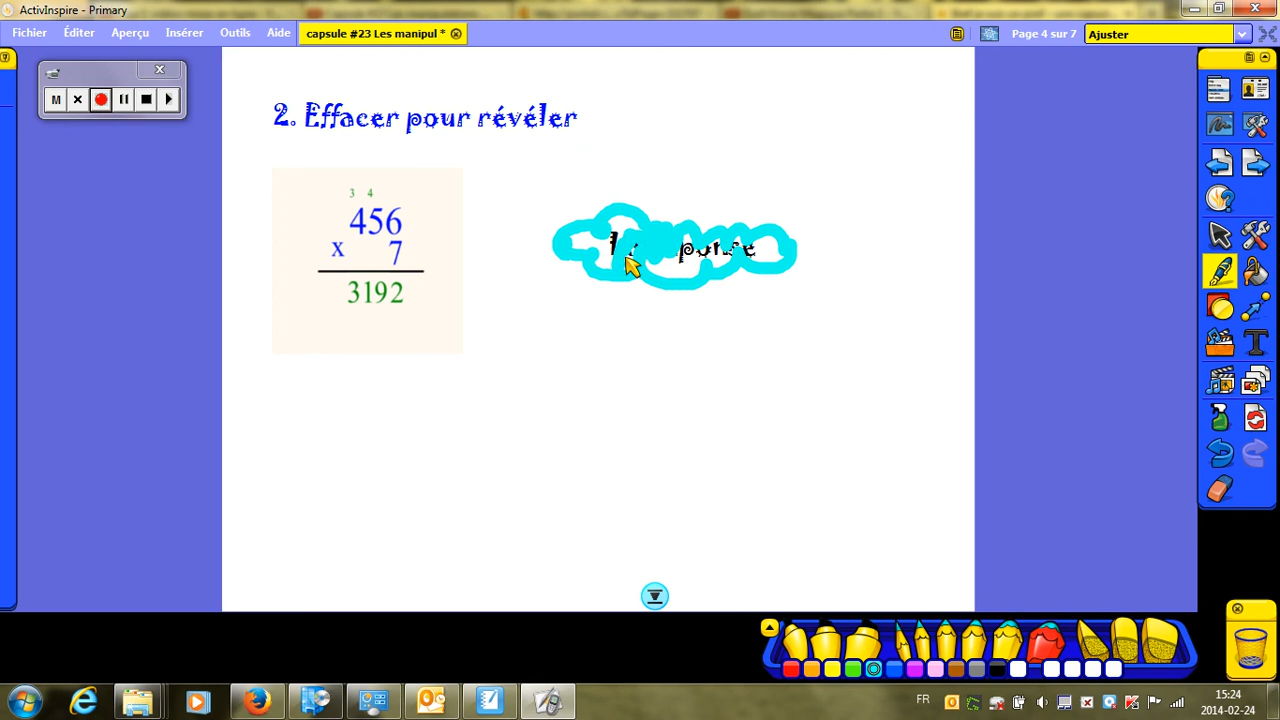 ActivInspire - Primary
Fichier Éditer Aperçu Insérer Outils Aide
capsule #23 Les manipul *
Page 4 sur 7
Ajuster
M
2. Effacer pour révéler
3 4
456
x 7
3192
FR
15:24
2014-02-24